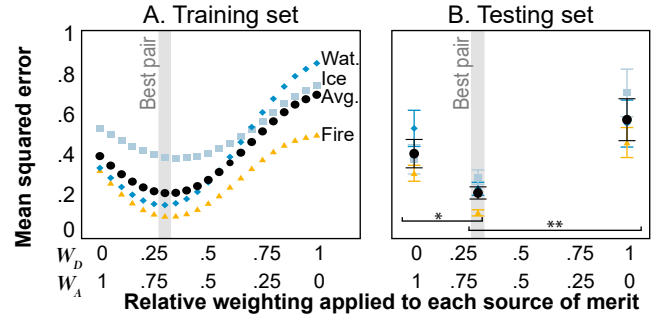 A. Training set
B. Testing set
Mean squared error
1
.8
.6
.4
.2
0
Best pair
Wat.
Ice
Avg.
Fire
Best pair
*
**
W_D 0 .25 .5 .75 1 0 .25 .5 .75 1
W_A 1 .75 .5 .25 0 1 .75 .5 .25 0
Relative weighting applied to each source of merit